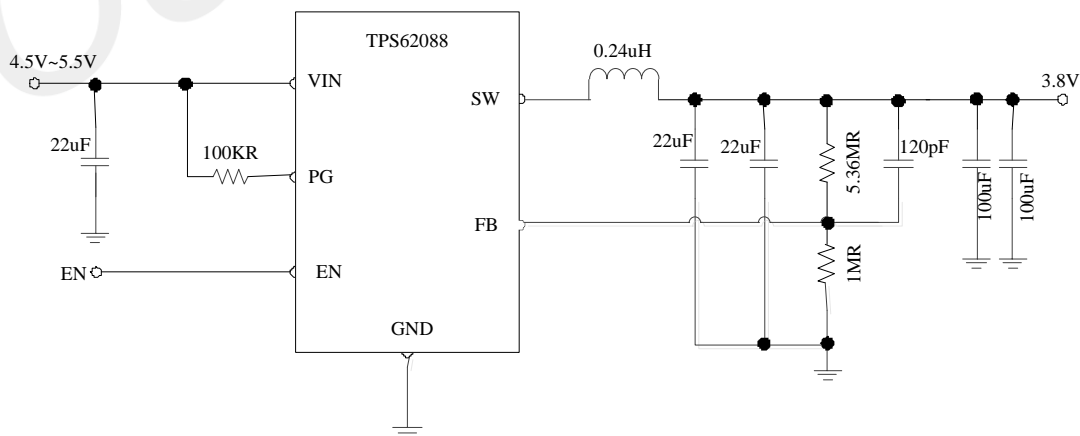 TPS62088
4.5V~5.5V
0.24uH
VIN
3.8V
SW
22uF
100KR
PG
22uF
22uF
5.36MR
120pF
100uF
100uF
FB
EN
EN
1MR
GND